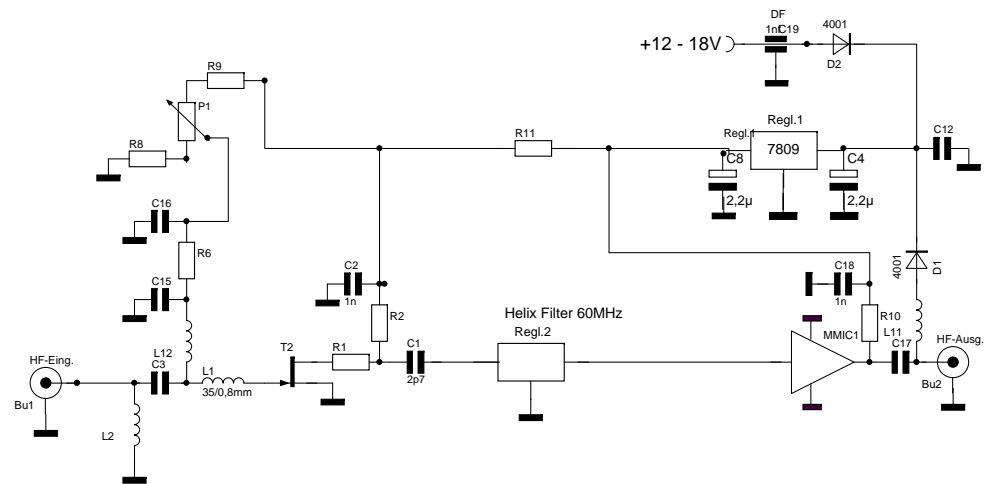 DF
4001
1nf
C19
+12 - 18V
D2
R9
P1
Regl.1
R11
Regl.1
7809
C12
R8
C8
C4
2,2µ
2,2µ
C16
R6
C2
C18
4001
D1
C15
1n
1n
Helix Filter 60MHz
R2
R10
Regl.2
MMIC1
L11
L12
T2
R1
C1
C17
HF-Ausg.
HF-Eing.
C3
L1
2p7
35/0,8mm
Bu2
Bu1
L2